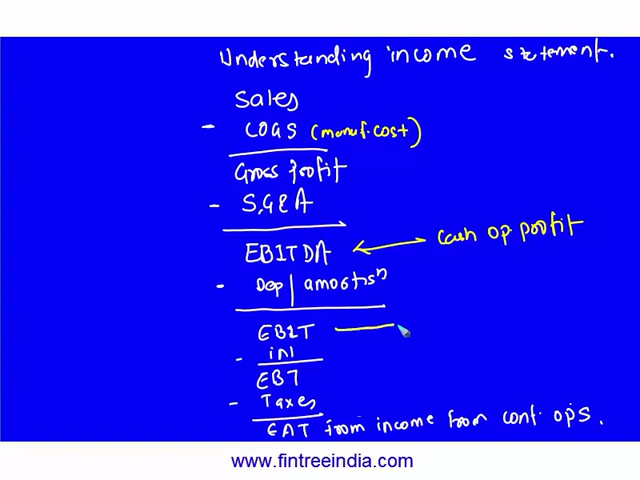 Understanding income statement.
Sales
- COGS (manuf. cost)
Gross profit
- S,G&A
EBITDA ↔ cash op profit
- Dep | amortisⁿ
EBIT
- int
EBT
- Taxes
EAT from income from cont. ops.
www.fintreeindia.com